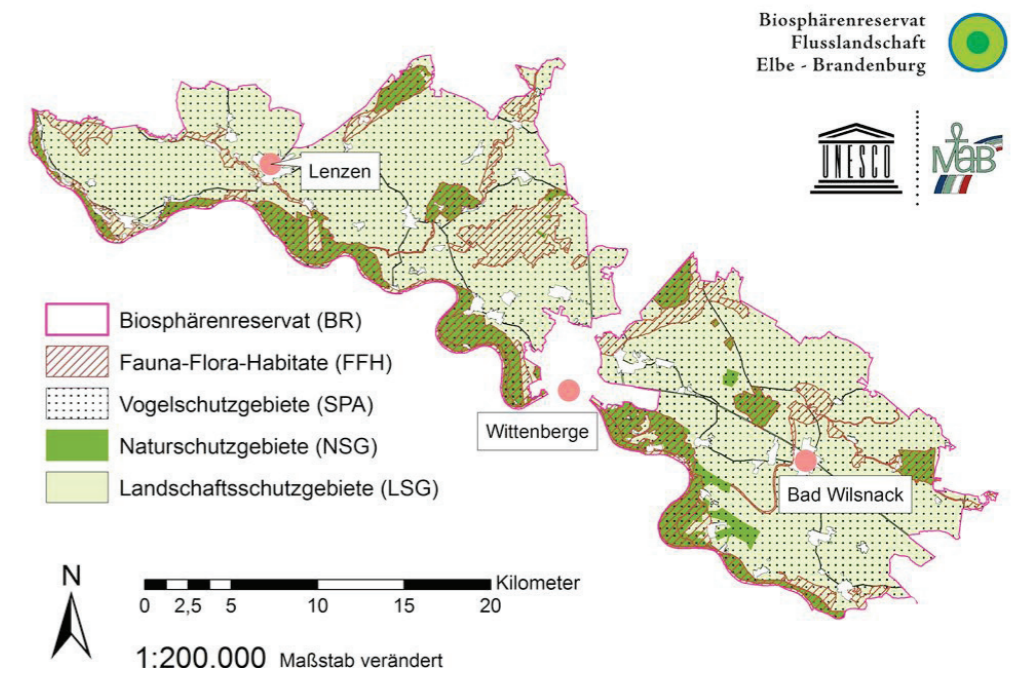 Biosphärenreservat
Flusslandschaft
Elbe - Brandenburg
UNESCO
MaB
Lenzen
Biosphärenreservat (BR)
Fauna-Flora-Habitate (FFH)
Vogelschutzgebiete (SPA)
Naturschutzgebiete (NSG)
Landschaftsschutzgebiete (LSG)
Wittenberge
Bad Wilsnack
N
Kilometer
0 2,5 5 10 15 20
1:200.000 Maßstab verändert